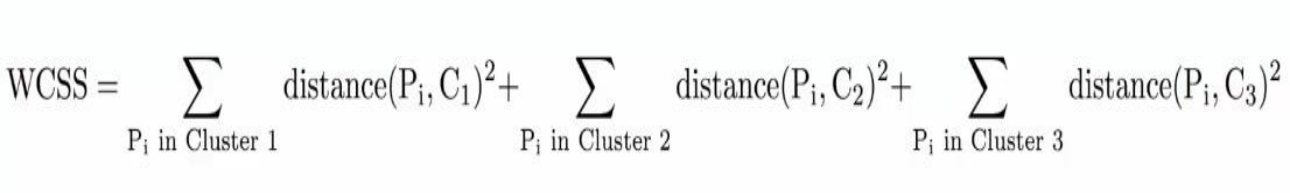 WCSS = ∑ distance(Pᵢ, C₁)² + ∑ distance(Pᵢ, C₂)² + ∑ distance(Pᵢ, C₃)²
Pᵢ in Cluster 1 Pᵢ in Cluster 2 Pᵢ in Cluster 3